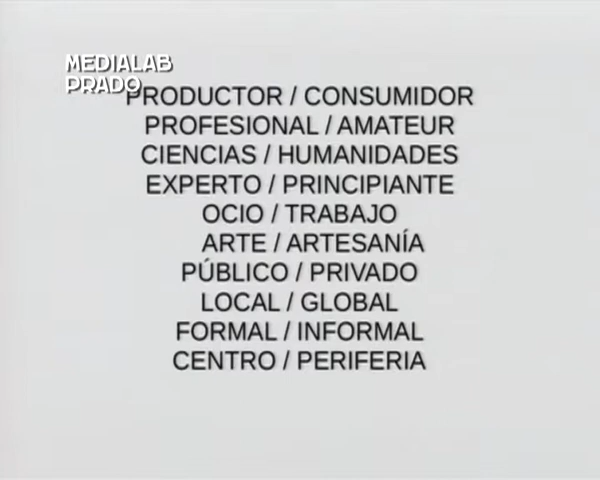 MEDIALAB
PRADO
PRODUCTOR / CONSUMIDOR
PROFESIONAL / AMATEUR
CIENCIAS / HUMANIDADES
EXPERTO / PRINCIPIANTE
OCIO / TRABAJO
ARTE / ARTESANÍA
PÚBLICO / PRIVADO
LOCAL / GLOBAL
FORMAL / INFORMAL
CENTRO / PERIFERIA